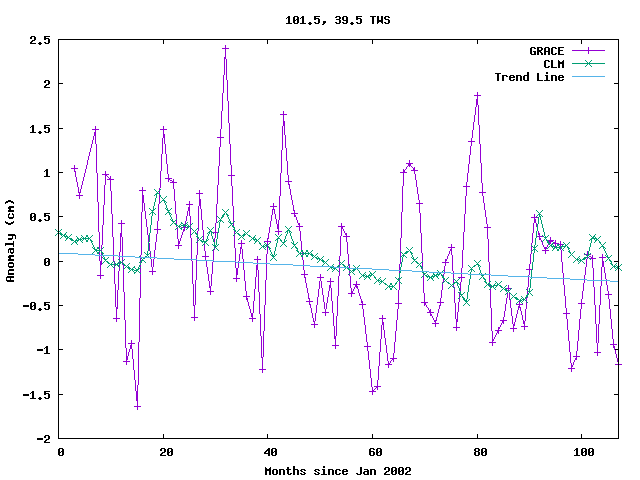 101.5, 39.5 TWS
2.5
GRACE
CLM
Trend Line
2
1.5
1
0.5
0
-0.5
-1
-1.5
-2
Anomaly (cm)
0 20 40 60 80 100
Months since Jan 2002